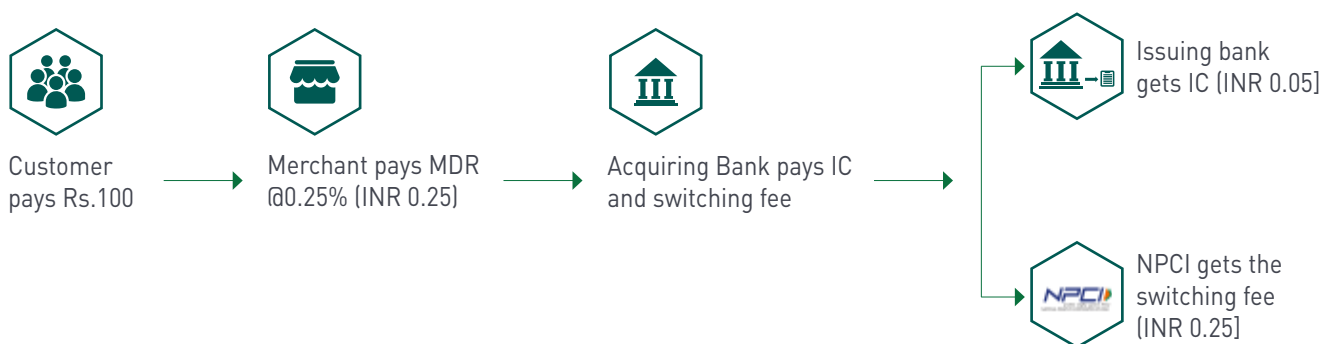 Customer
pays Rs.100
Merchant pays MDR
@0.25% (INR 0.25)
Acquiring Bank pays IC
and switching fee
Issuing bank
gets IC (INR 0.05]
NPCI
NPCI gets the
switching fee
(INR 0.25]